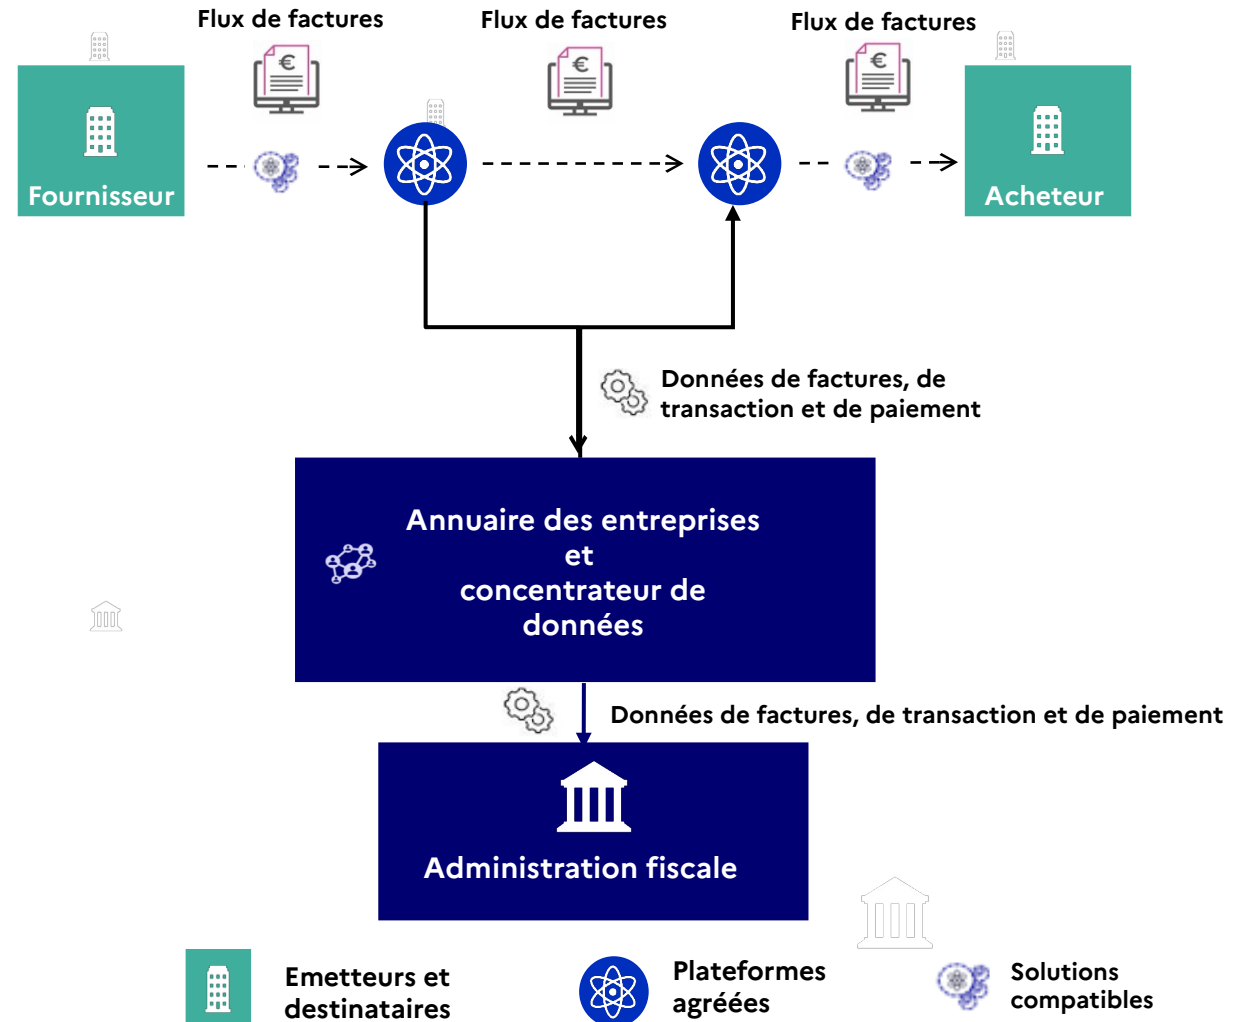 Flux de factures
Flux de factures
Flux de factures
€
€
€
Fournisseur
Acheteur
Données de factures, de
transaction et de paiement
Annuaire des entreprises
et
concentrateur de
données
Données de factures, de transaction et de paiement
Administration fiscale
Emetteurs et
destinataires
Plateformes
agréées
Solutions
compatibles